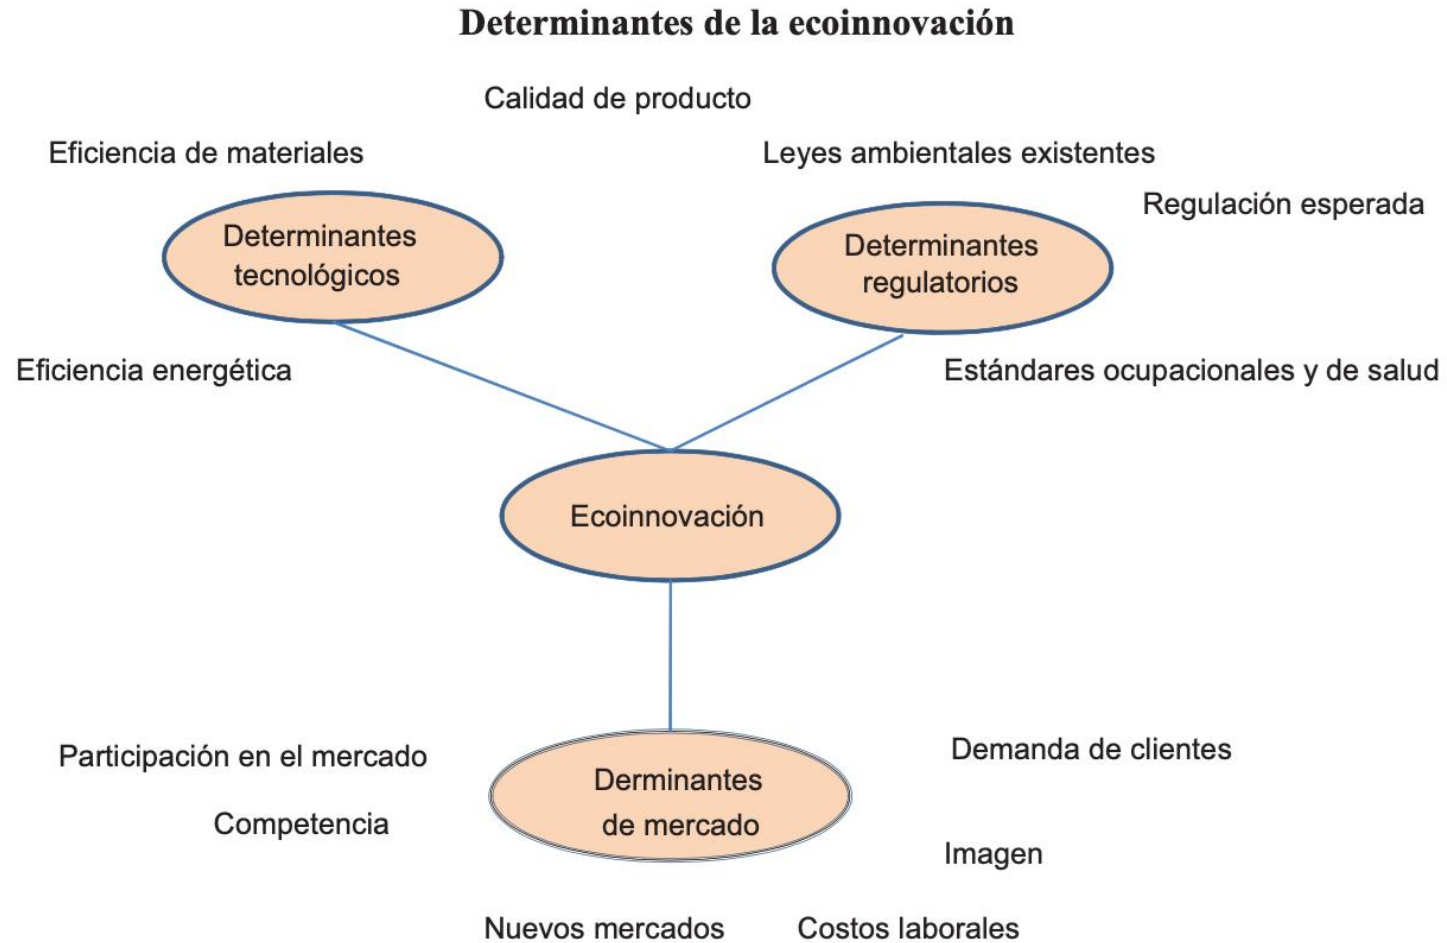 Determinantes de la ecoinnovación
Calidad de producto
Eficiencia de materiales
Leyes ambientales existentes
Regulación esperada
Determinantes
tecnológicos
Determinantes
regulatorios
Eficiencia energética
Estándares ocupacionales y de salud
Ecoinnovación
Participación en el mercado
Demanda de clientes
Derminantes
de mercado
Competencia
Imagen
Nuevos mercados
Costos laborales